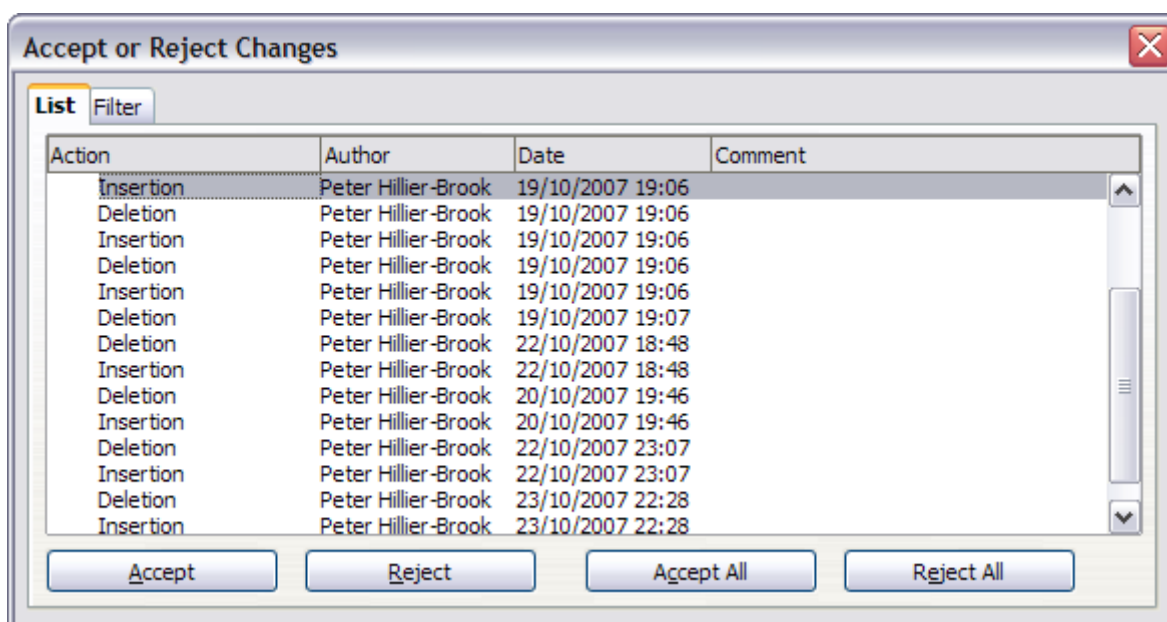 Accept or Reject Changes
List Filter
Action Author Date Comment
Insertion Peter Hillier-Brook 19/10/2007 19:06
Deletion Peter Hillier-Brook 19/10/2007 19:06
Insertion Peter Hillier-Brook 19/10/2007 19:06
Deletion Peter Hillier-Brook 19/10/2007 19:06
Insertion Peter Hillier-Brook 19/10/2007 19:06
Deletion Peter Hillier-Brook 19/10/2007 19:07
Deletion Peter Hillier-Brook 22/10/2007 18:48
Insertion Peter Hillier-Brook 22/10/2007 18:48
Deletion Peter Hillier-Brook 20/10/2007 19:46
Insertion Peter Hillier-Brook 20/10/2007 19:46
Deletion Peter Hillier-Brook 22/10/2007 23:07
Insertion Peter Hillier-Brook 22/10/2007 23:07
Deletion Peter Hillier-Brook 23/10/2007 22:28
Insertion Peter Hillier-Brook 23/10/2007 22:28
Accept Reject Accept All Reject All